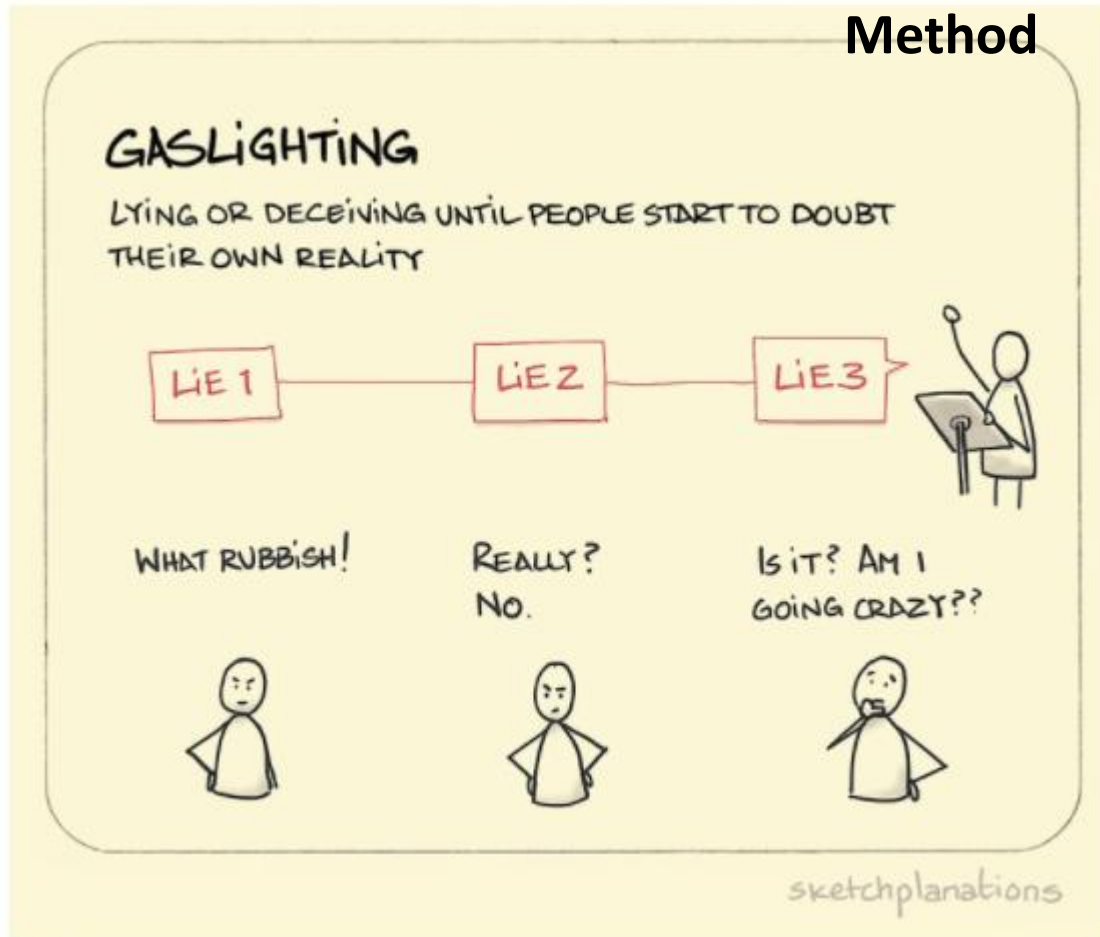 Method
GASLiGHTiNG
LYiNG OR DECEiViNG UNTiL PEOPLE START TO DOUBT
THEiR OWN REALiTY
LiE 1
LiE 2
LiE 3
WHAT RUBBiSH!
REALLY?
NO.
IS iT? AM I
GOiNG CRAZY??
sketchplanations